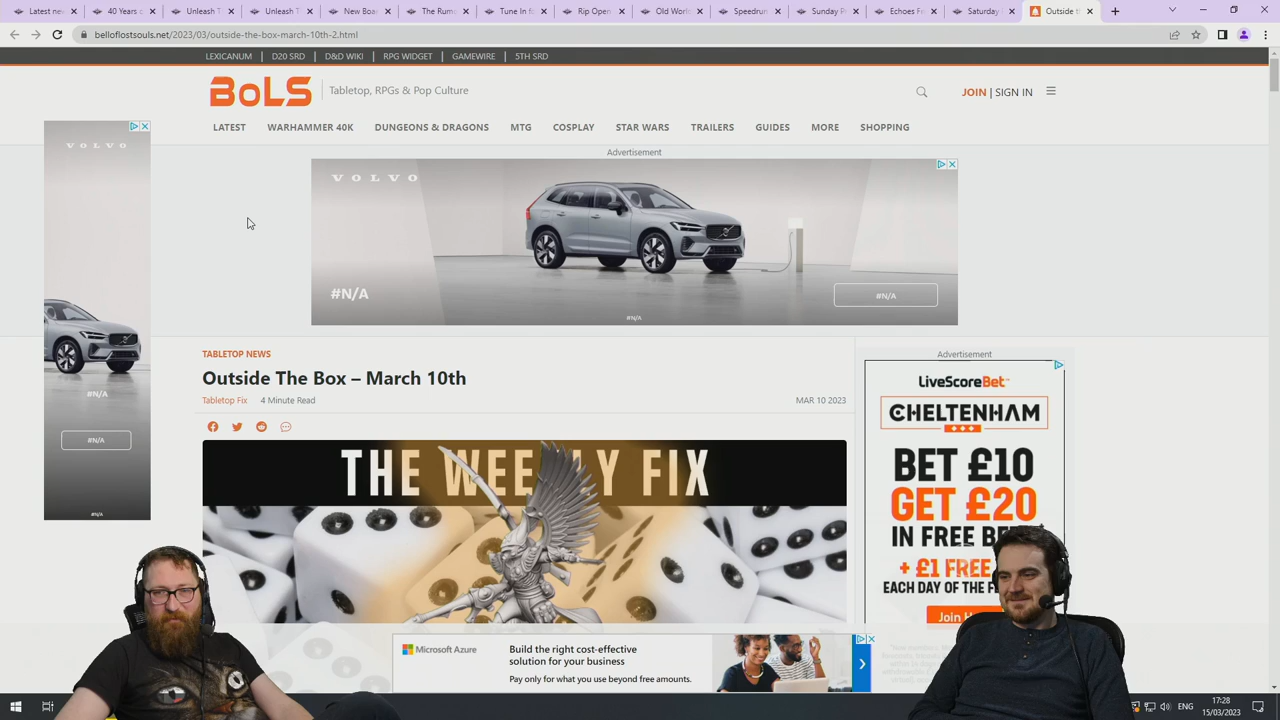 Latest
40 Years
Union T
Unearth
New Boa
The Rum
Tune In f
Rip Open
Old Worl
Speedrun
Sunday P
Echoes F
Saturday
Outside t
belloflostsouls.net/2023/03/outside-the-box-march-10th-2.html
LEXICANUM | D20 SRD | D&D WIKI | RPG WIDGET | GAMEWIRE | 5TH SRD
BoLS | Tabletop, RPGs & Pop Culture
JOIN | SIGN IN
LATEST WARHAMMER 40K DUNGEONS & DRAGONS MTG COSPLAY STAR WARS TRAILERS GUIDES MORE SHOPPING
Advertisement
VOLVO
#N/A
#N/A
#N/A
VOLVO
#N/A
#N/A
#N/A
TABLETOP NEWS
Outside The Box – March 10th
Tabletop Fix 4 Minute Read MAR 10 2023
THE WEEKLY FIX
Advertisement
LiveScoreBet
CHELTENHAM
BET £10
GET £20
IN FREE BE
+ £1 FREE
EACH DAY OF THE FE
Join
Microsoft Azure
Build the right cost-effective
solution for your business
Pay only for what you use beyond free amounts.
ENG
17:28
15/03/2023